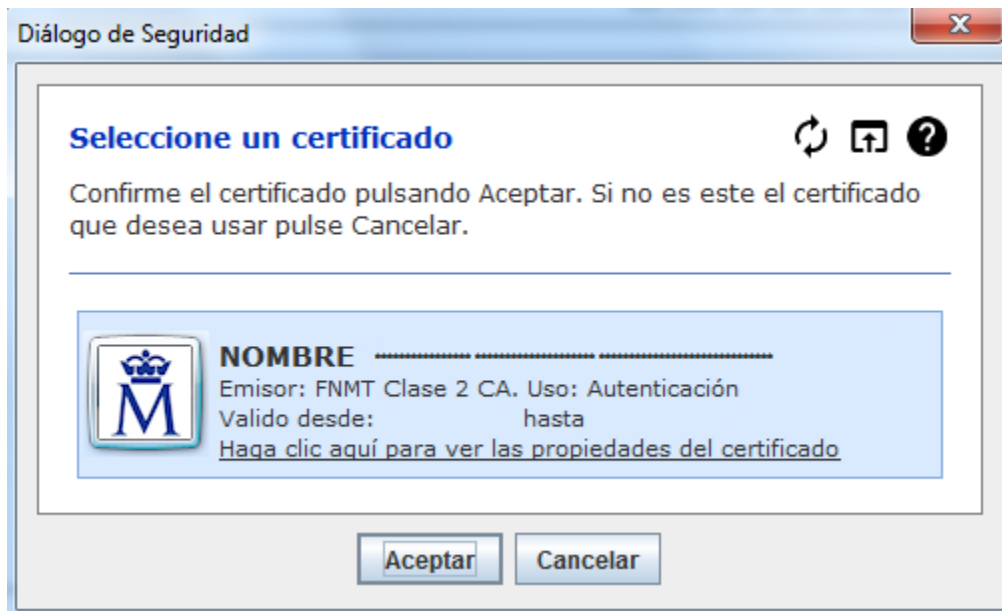 Diálogo de Seguridad
Seleccione un certificado
Confirme el certificado pulsando Aceptar. Si no es este el certificado
que desea usar pulse Cancelar.
NOMBRE
Emisor: FNMT Clase 2 CA. Uso: Autenticación
Valido desde: hasta
Haga clic aquí para ver las propiedades del certificado
Aceptar Cancelar